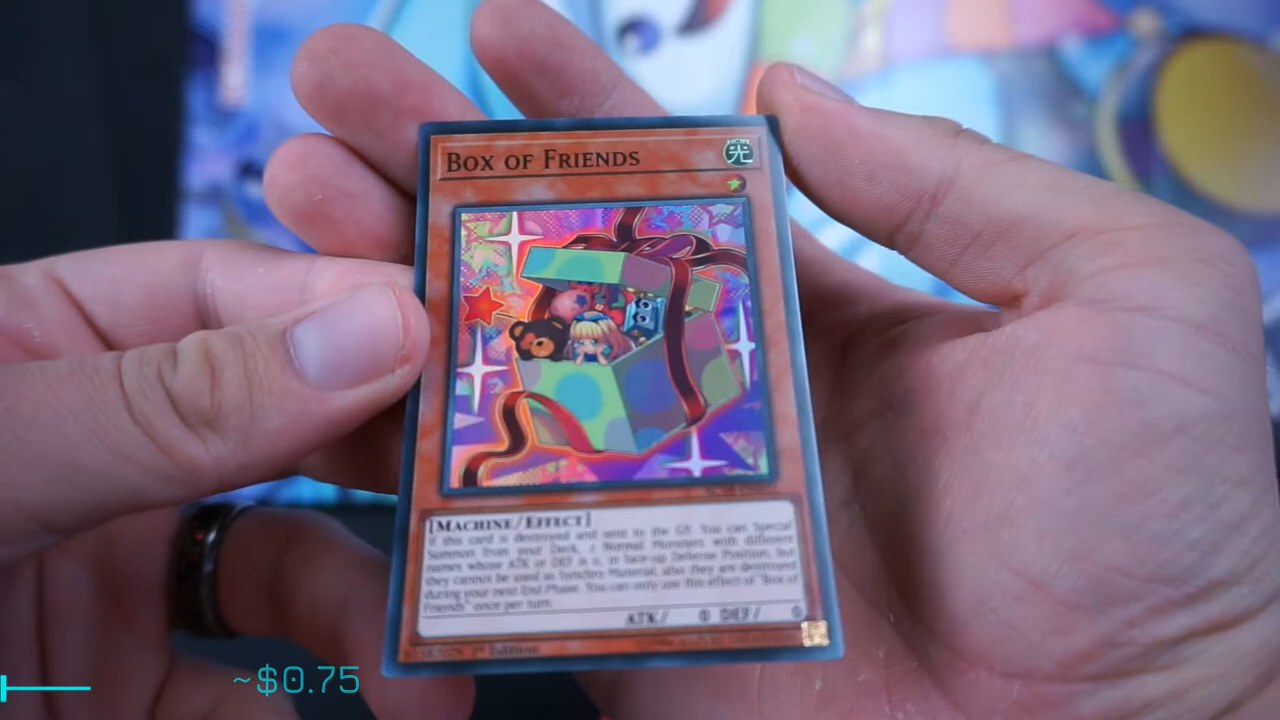 BOX OF FRIENDS
光
[MACHINE/EFFECT]
If this card is destroyed and sent to the GY: You can Special
Summon from your Deck, 2 Normal Monsters with different
names whose ATK or DEF is 0, in face-up Defense Position, but
they cannot be used as Synchro Material, also they are destroyed
during your next End Phase. You can only use this effect of "Box of
Friends" once per turn.
ATK/ 0 DEF/ 0
1st Edition
~$0.75